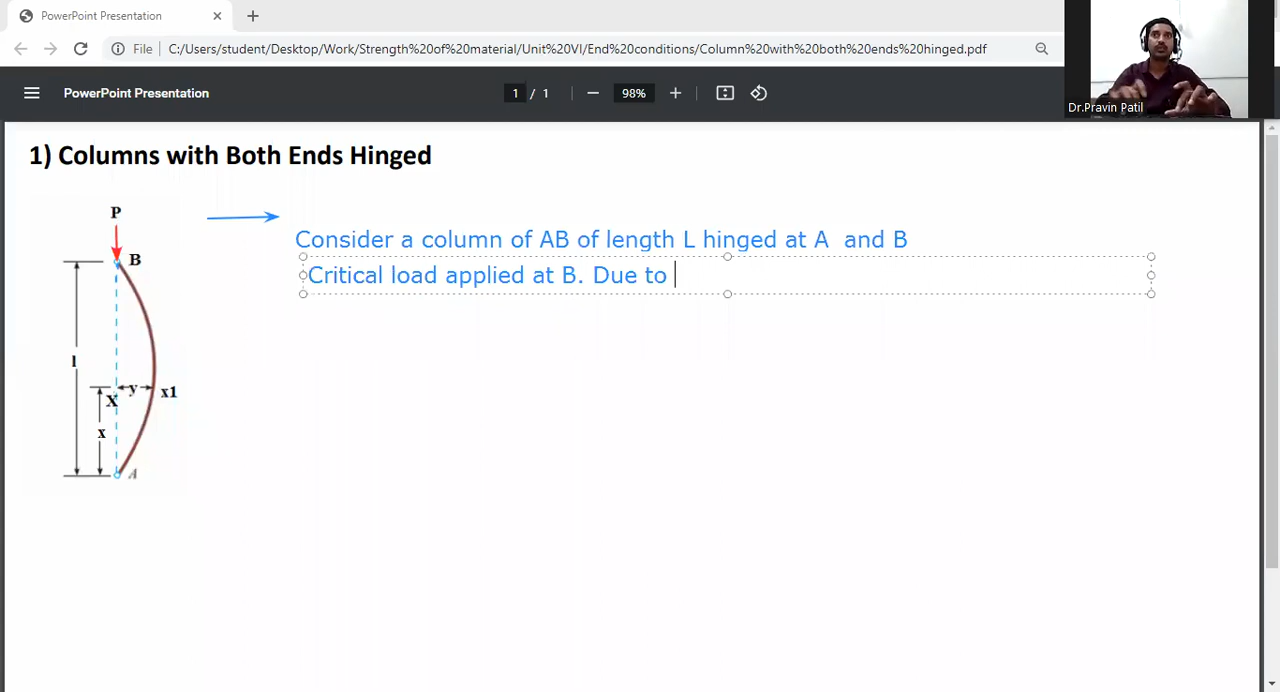 PowerPoint Presentation
File C:/Users/student/Desktop/Work/Strength%20of%20material/Unit%20VI/End%20conditions/Column%20with%20both%20ends%20hinged.pdf
PowerPoint Presentation
1 / 1
98%
Dr.Pravin Patil
1) Columns with Both Ends Hinged
P
B
Consider a column of AB of length L hinged at A and B
Critical load applied at B. Due to
l
y
X
x1
x
A